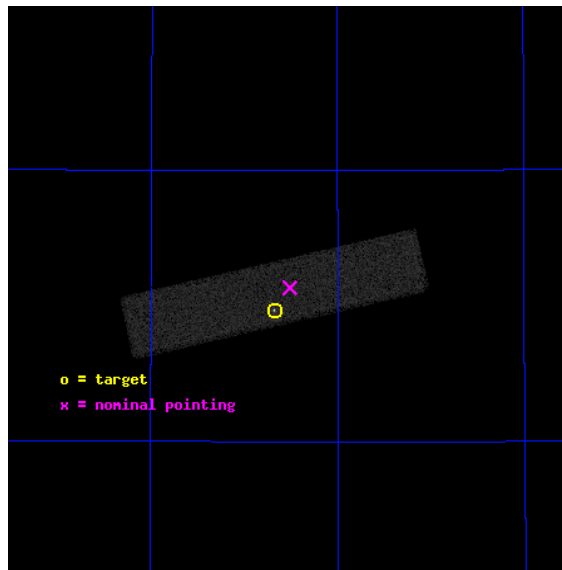 o = target
x = nominal pointing